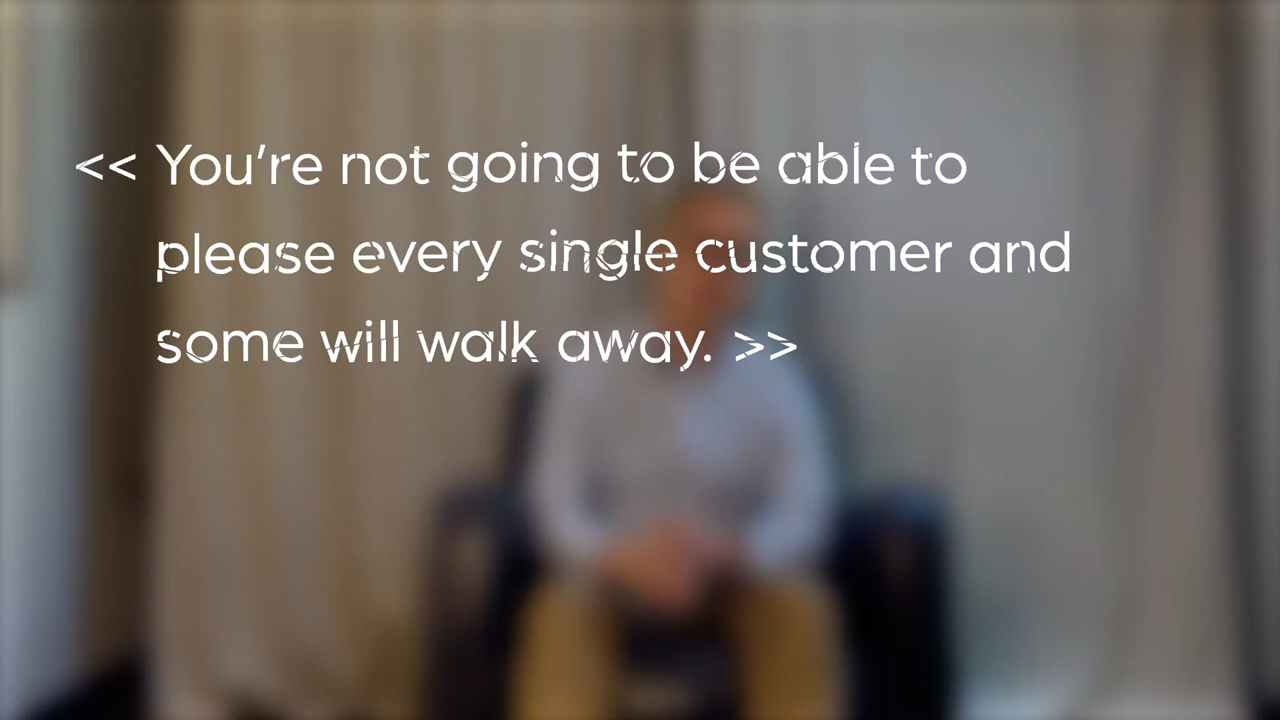 << You’re not going to be able to
please every single customer and
some will walk away. >>